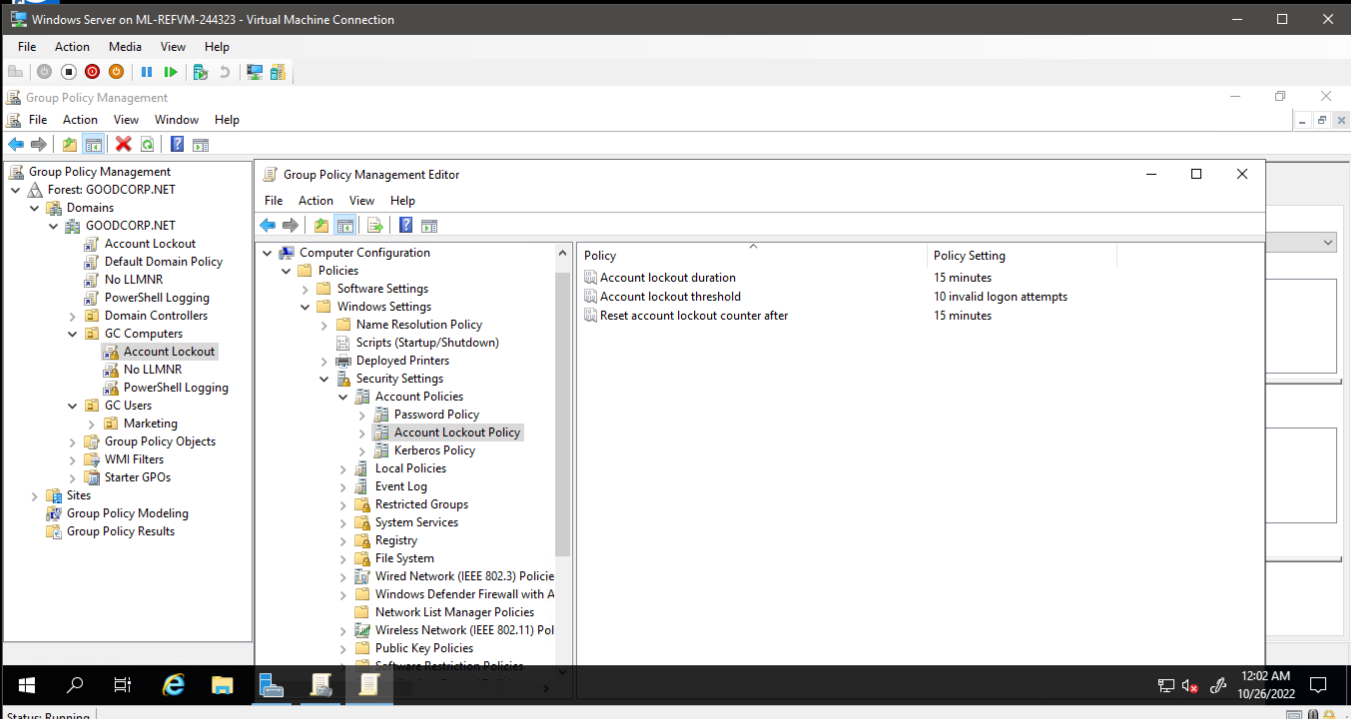 Windows Server on ML-REFVM-244323 - Virtual Machine Connection
File Action Media View Help
Group Policy Management
File Action View Window Help
Group Policy Management
Forest: GOODCORP.NET
Domains
GOODCORP.NET
Account Lockout
Default Domain Policy
No LLMNR
PowerShell Logging
Domain Controllers
GC Computers
Account Lockout
No LLMNR
PowerShell Logging
GC Users
Marketing
Group Policy Objects
WMI Filters
Starter GPOs
Sites
Group Policy Modeling
Group Policy Results
Group Policy Management Editor
File Action View Help
Computer Configuration
Policies
Software Settings
Windows Settings
Name Resolution Policy
Scripts (Startup/Shutdown)
Deployed Printers
Security Settings
Account Policies
Password Policy
Account Lockout Policy
Kerberos Policy
Local Policies
Event Log
Restricted Groups
System Services
Registry
File System
Wired Network (IEEE 802.3) Policie
Windows Defender Firewall with A
Network List Manager Policies
Wireless Network (IEEE 802.11) Pol
Public Key Policies
Software Restriction Policies
Policy Policy Setting
Account lockout duration 15 minutes
Account lockout threshold 10 invalid logon attempts
Reset account lockout counter after 15 minutes
12:02 AM
10/26/2022
Status: Running